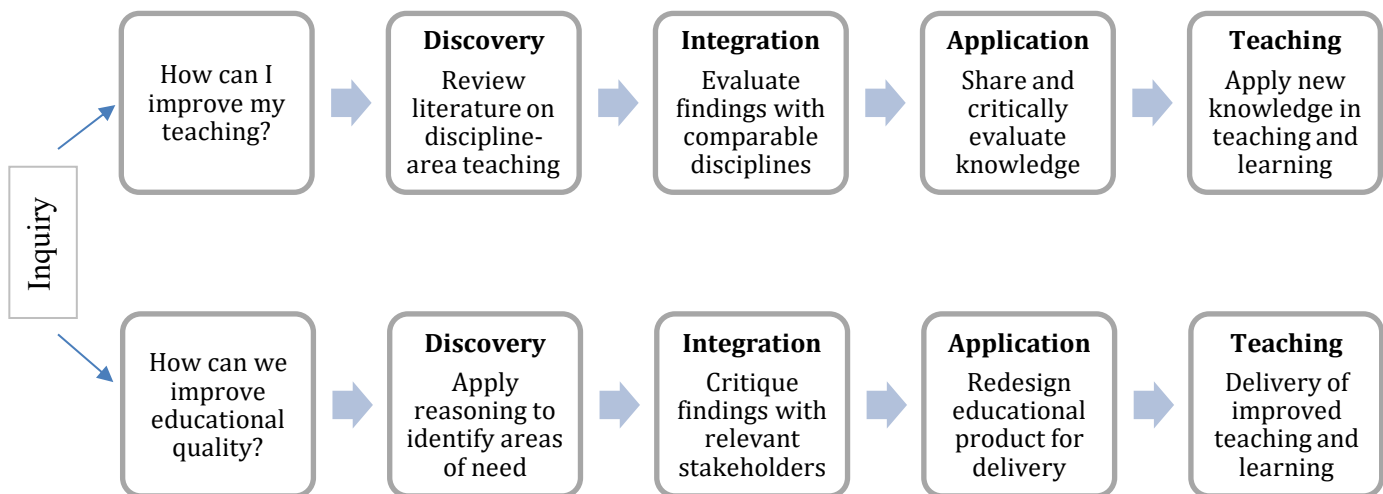 Inquiry
How can I
improve my
teaching?
Discovery
Review
literature on
discipline-
area teaching
Integration
Evaluate
findings with
comparable
disciplines
Application
Share and
critically
evaluate
knowledge
Teaching
Apply new
knowledge in
teaching and
learning
How can we
improve
educational
quality?
Discovery
Apply
reasoning to
identify areas
of need
Integration
Critique
findings with
relevant
stakeholders
Application
Redesign
educational
product for
delivery
Teaching
Delivery of
improved
teaching and
learning